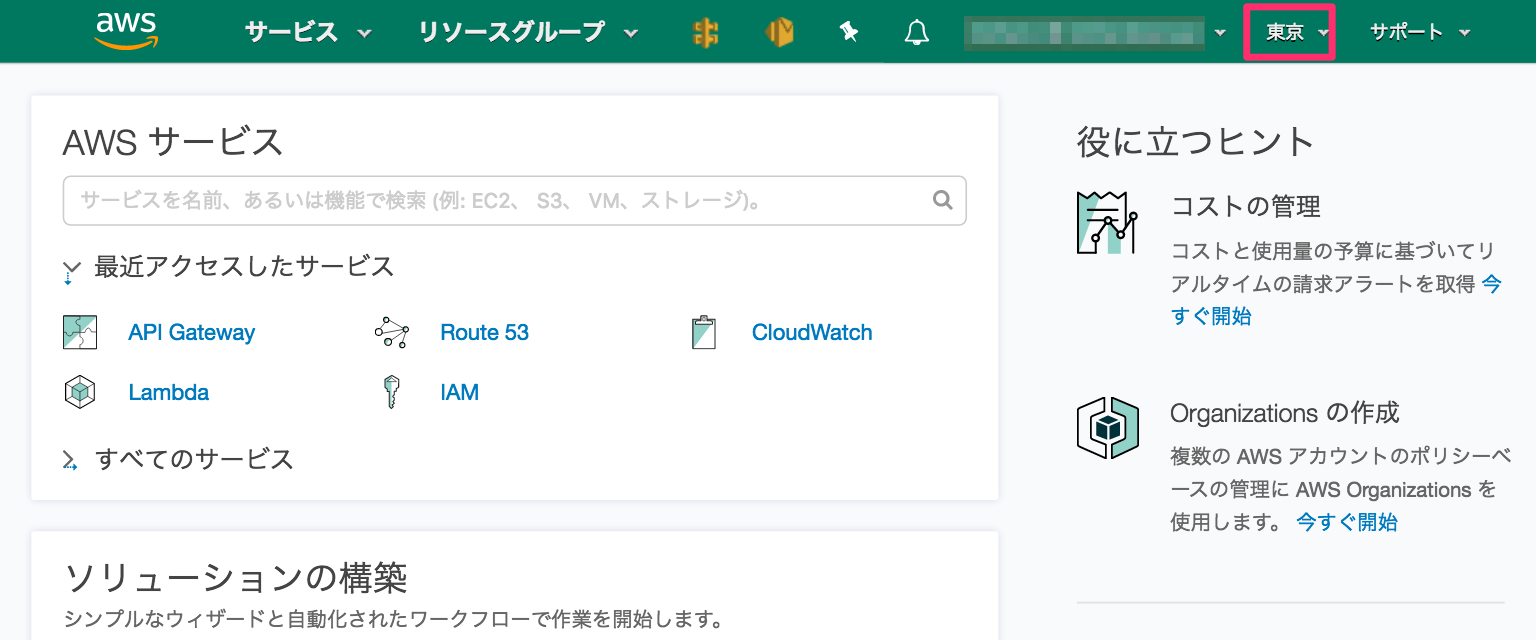 aws サービス リソースグループ 東京 サポート
AWS サービス
サービスを名前、あるいは機能で検索 (例: EC2、 S3、 VM、ストレージ)。
最近アクセスしたサービス
API Gateway Route 53 CloudWatch
Lambda IAM
すべてのサービス
ソリューションの構築
シンプルなウィザードと自動化されたワークフローで作業を開始します。
役に立つヒント
コストの管理
コストと使用量の予算に基づいてリ
アルタイムの請求アラートを取得 今
すぐ開始
Organizations の作成
複数の AWS アカウントのポリシーベ
ースの管理に AWS Organizations を
使用します。 今すぐ開始